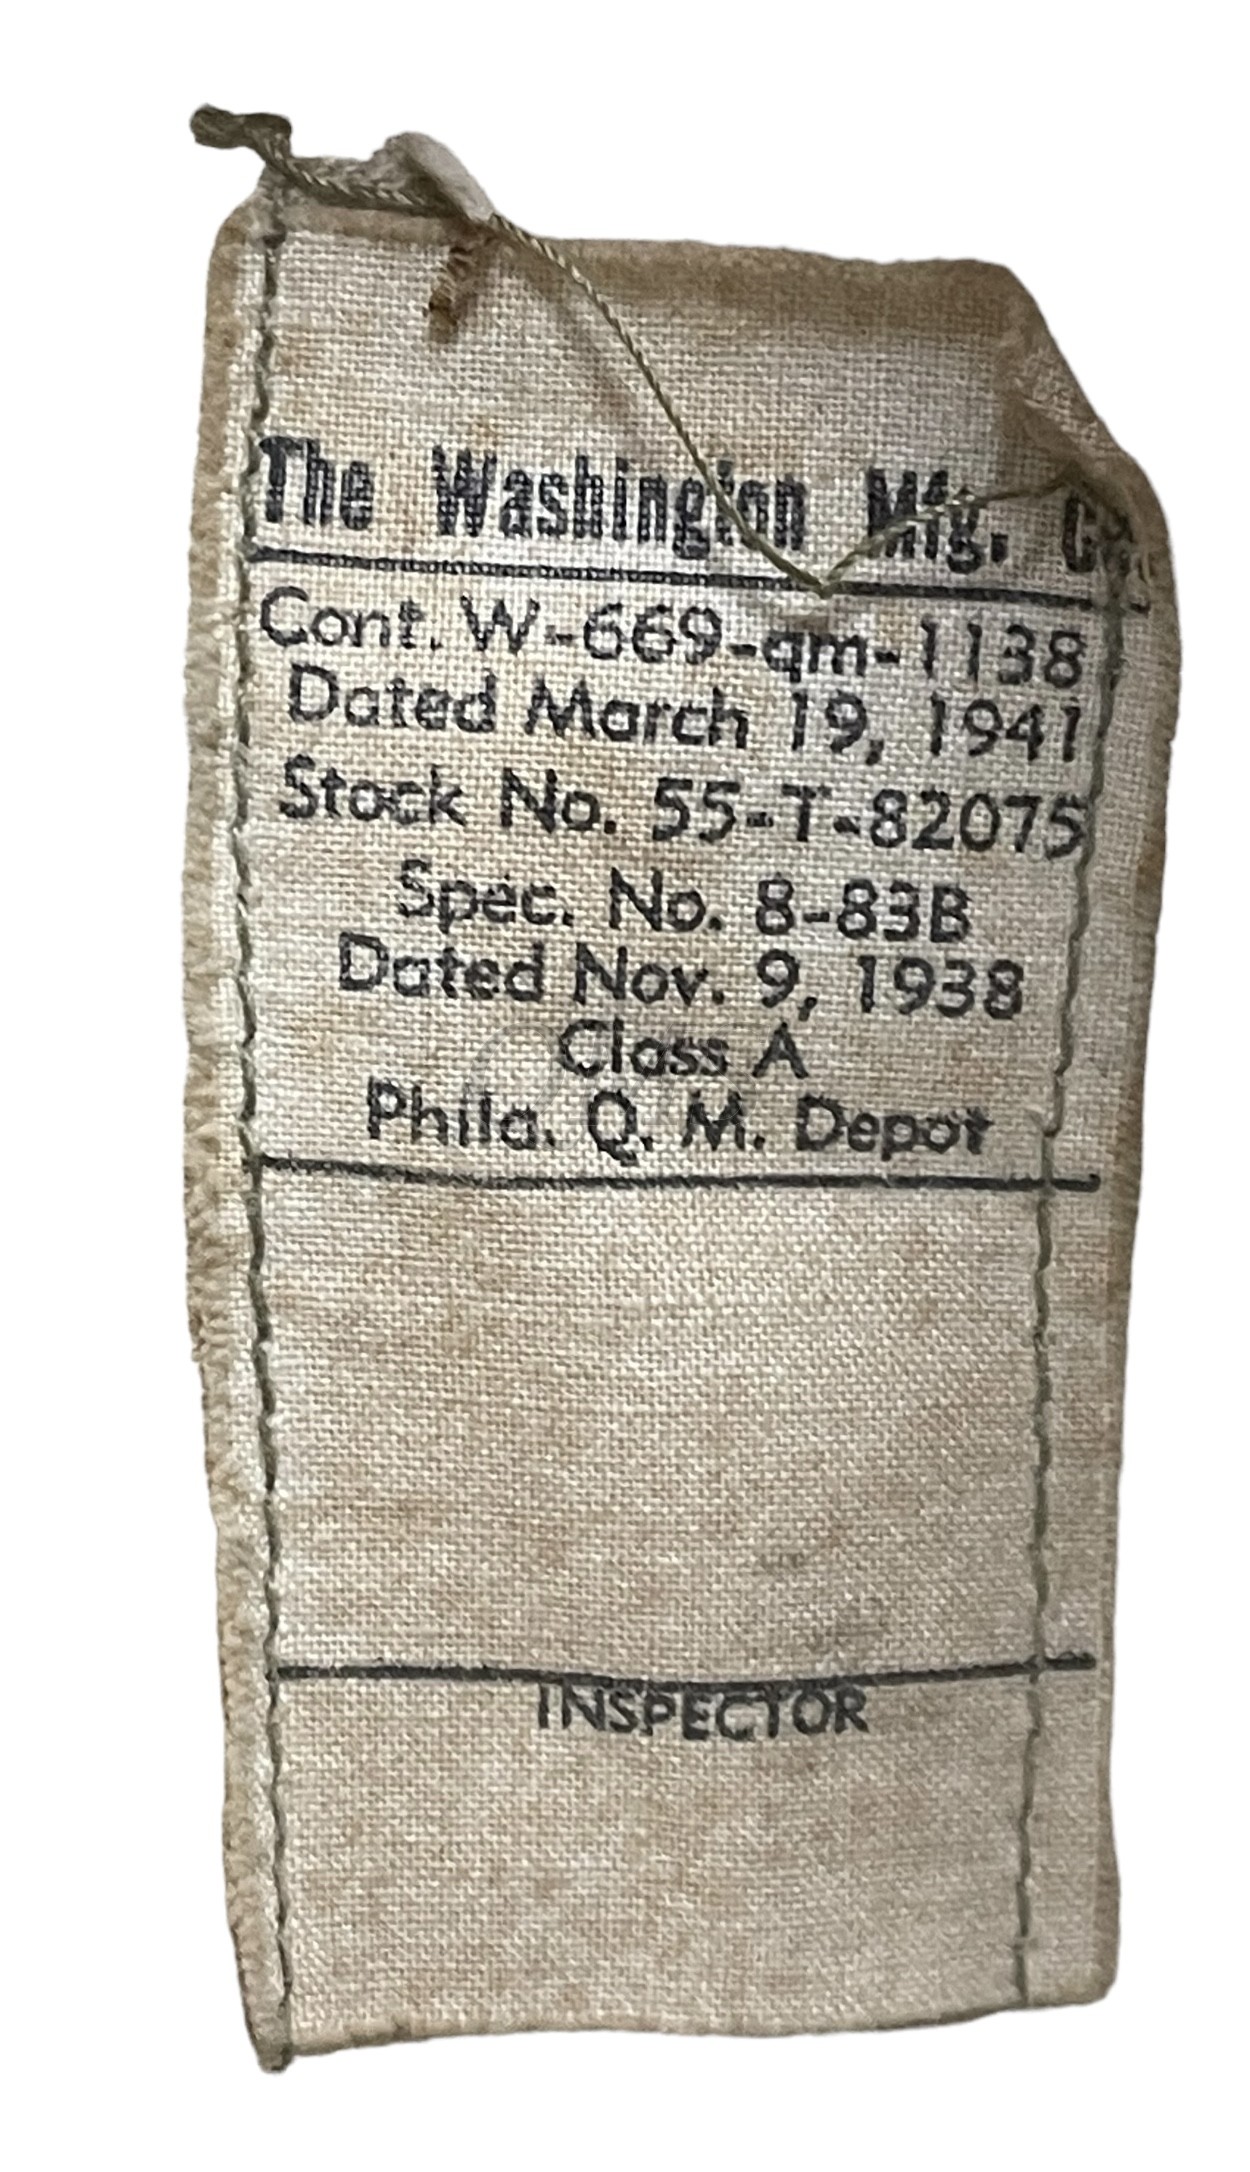 The Washington Mfg. Co.
Cont. W-669-qm-1138
Dated March 19, 1941
Stock No. 55-T-82075
Spec. No. 8-83B
Dated Nov. 9, 1938
Class A
Phila. Q. M. Depot
INSPECTOR